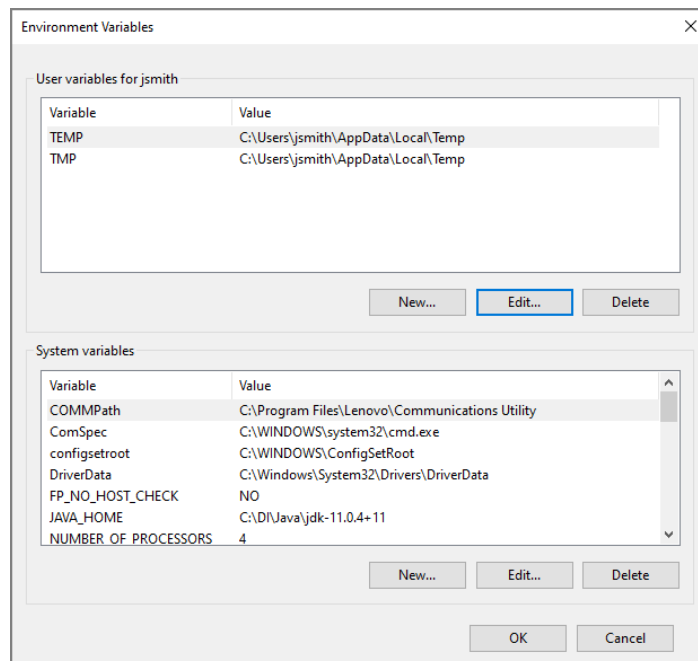 Environment Variables
User variables for jsmith
Variable Value
TEMP C:\Users\jsmith\AppData\Local\Temp
TMP C:\Users\jsmith\AppData\Local\Temp
New... Edit... Delete
System variables
Variable Value
COMMPath C:\Program Files\Lenovo\Communications Utility
ComSpec C:\WINDOWS\system32\cmd.exe
configsetroot C:\WINDOWS\ConfigSetRoot
DriverData C:\Windows\System32\Drivers\DriverData
FP_NO_HOST_CHECK NO
JAVA_HOME C:\DI\Java\jdk-11.0.4+11
NUMBER_OF_PROCESSORS 4
New... Edit... Delete
OK Cancel